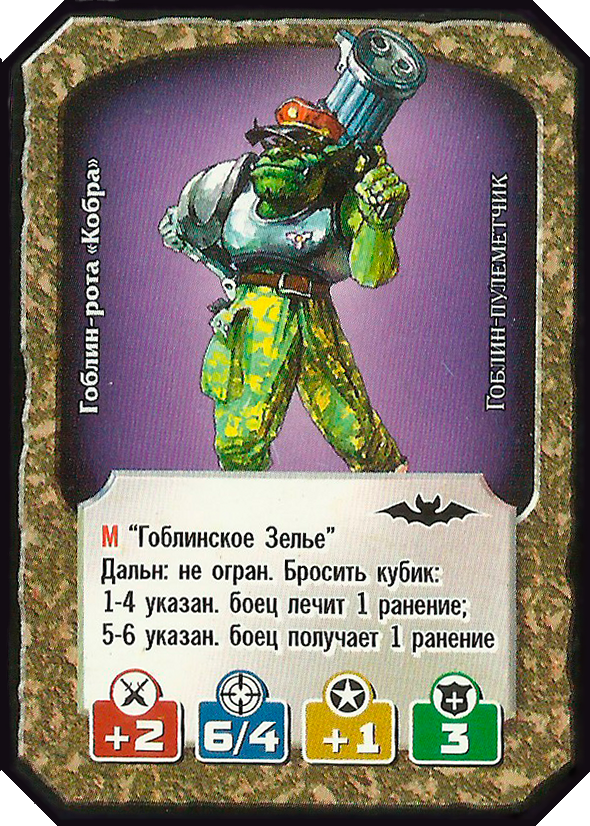 Гоблин-рота «Кобра»
Гоблин-пулеметчик
М “Гоблинское Зелье”
Дальн: не огран. Бросить кубик:
1-4 указан. боец лечит 1 ранение;
5-6 указан. боец получает 1 ранение
+2 6/4 +1 3